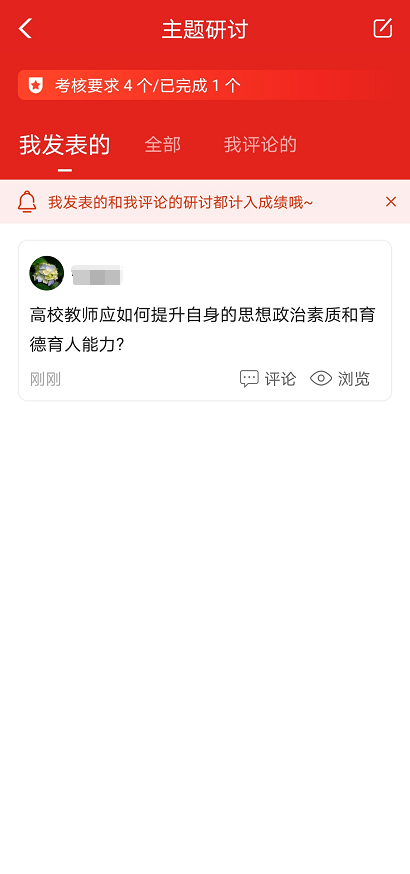 主题研讨
考核要求 4 个/已完成 1 个
我发表的
全部
我评论的
我发表的和我评论的研讨都计入成绩哦~
高校教师应如何提升自身的思想政治素质和育
德育人能力?
刚刚
评论
浏览